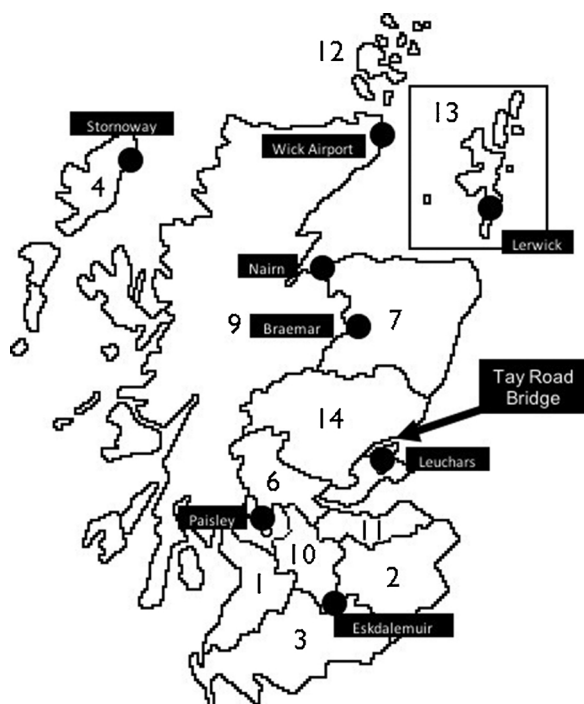 12
13
Stornoway
Wick Airport
4
Lerwick
Nairn
9
Braemar
7
Tay Road
Bridge
14
Leuchars
6
Paisley
11
10
1
2
Eskdalemuir
3